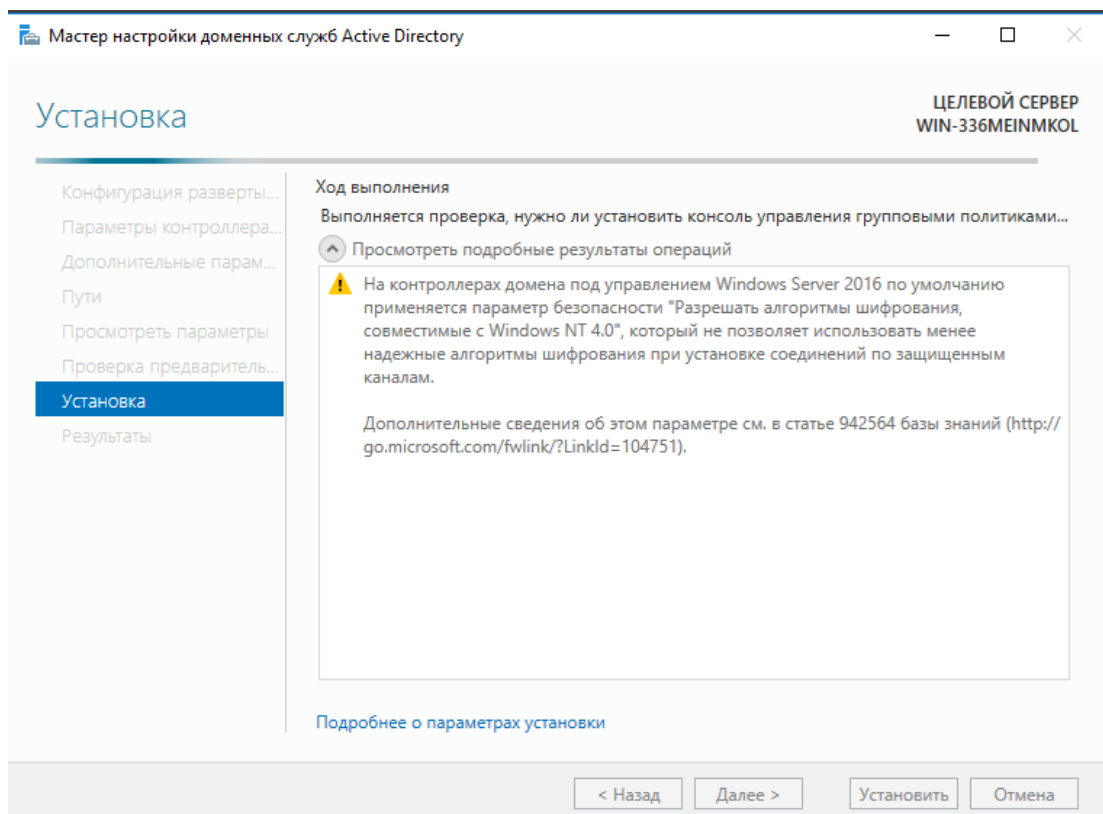 Мастер настройки доменных служб Active Directory
Установка
ЦЕЛЕВОЙ СЕРВЕР
WIN-336MEINMKOL
Конфигурация разверты...
Параметры контроллера...
Дополнительные парам...
Пути
Просмотреть параметры
Проверка предваритель...
Установка
Результаты
Ход выполнения
Выполняется проверка, нужно ли установить консоль управления групповыми политиками...
Просмотреть подробные результаты операций
На контроллерах домена под управлением Windows Server 2016 по умолчанию
применяется параметр безопасности "Разрешать алгоритмы шифрования,
совместимые с Windows NT 4.0", который не позволяет использовать менее
надежные алгоритмы шифрования при установке соединений по защищенным
каналам.
Дополнительные сведения об этом параметре см. в статье 942564 базы знаний (http://
go.microsoft.com/fwlink/?LinkId=104751).
Подробнее о параметрах установки
< Назад
Далее >
Установить
Отмена